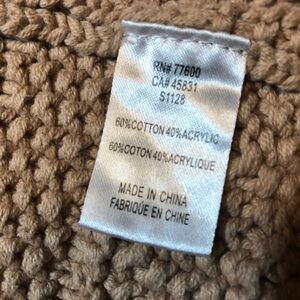 RN# 77600
CA# 45831
S1128
60%COTTON 40%ACRYLIC
60%COTON 40%ACRYLIQUE
MADE IN CHINA
FABRIQUE EN CHINE